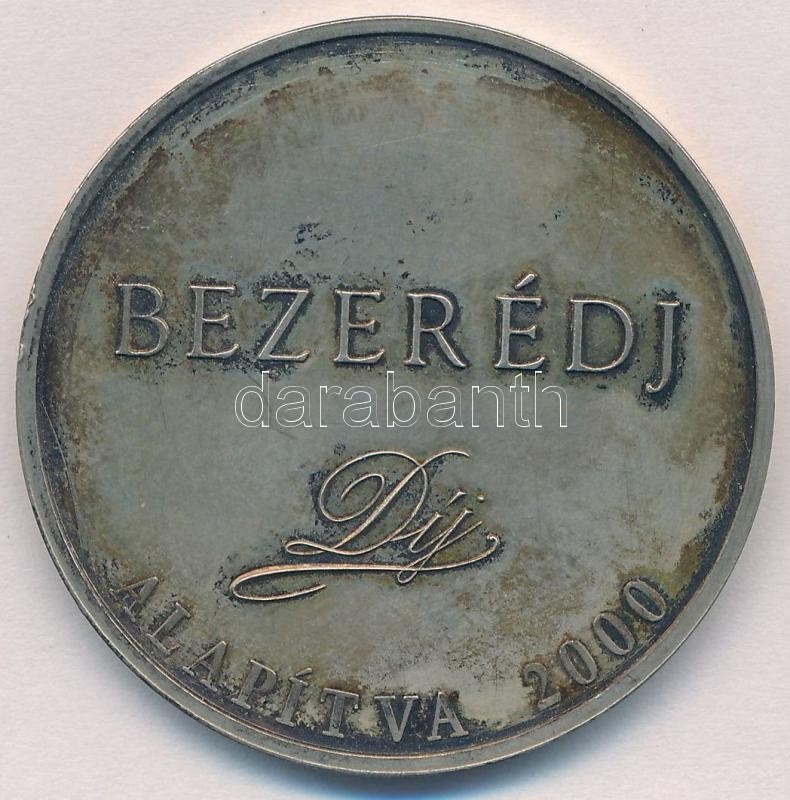 BEZERÉDJ
darabanth
Díj
ALAPÍTVA 2000